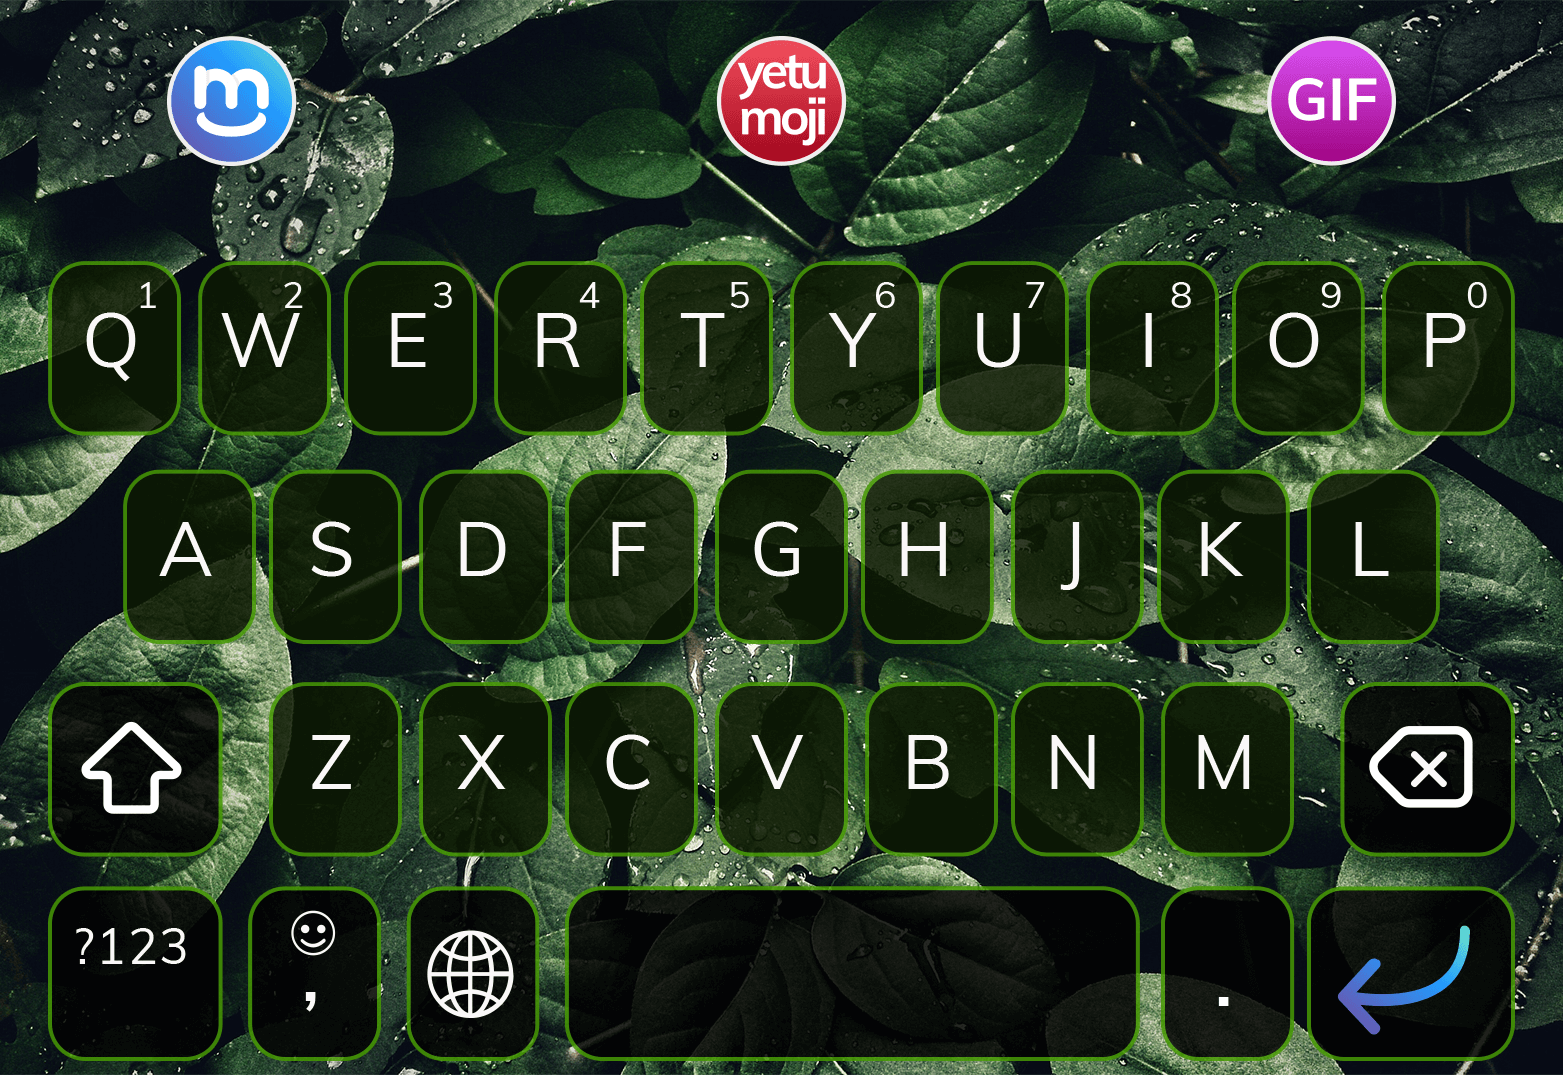 m
yetu
moji
GIF
1 2 3 4 5 6 7 8 9 0
Q W E R T Y U I O P
A S D F G H J K L
Z X C V B N M
?123 , .